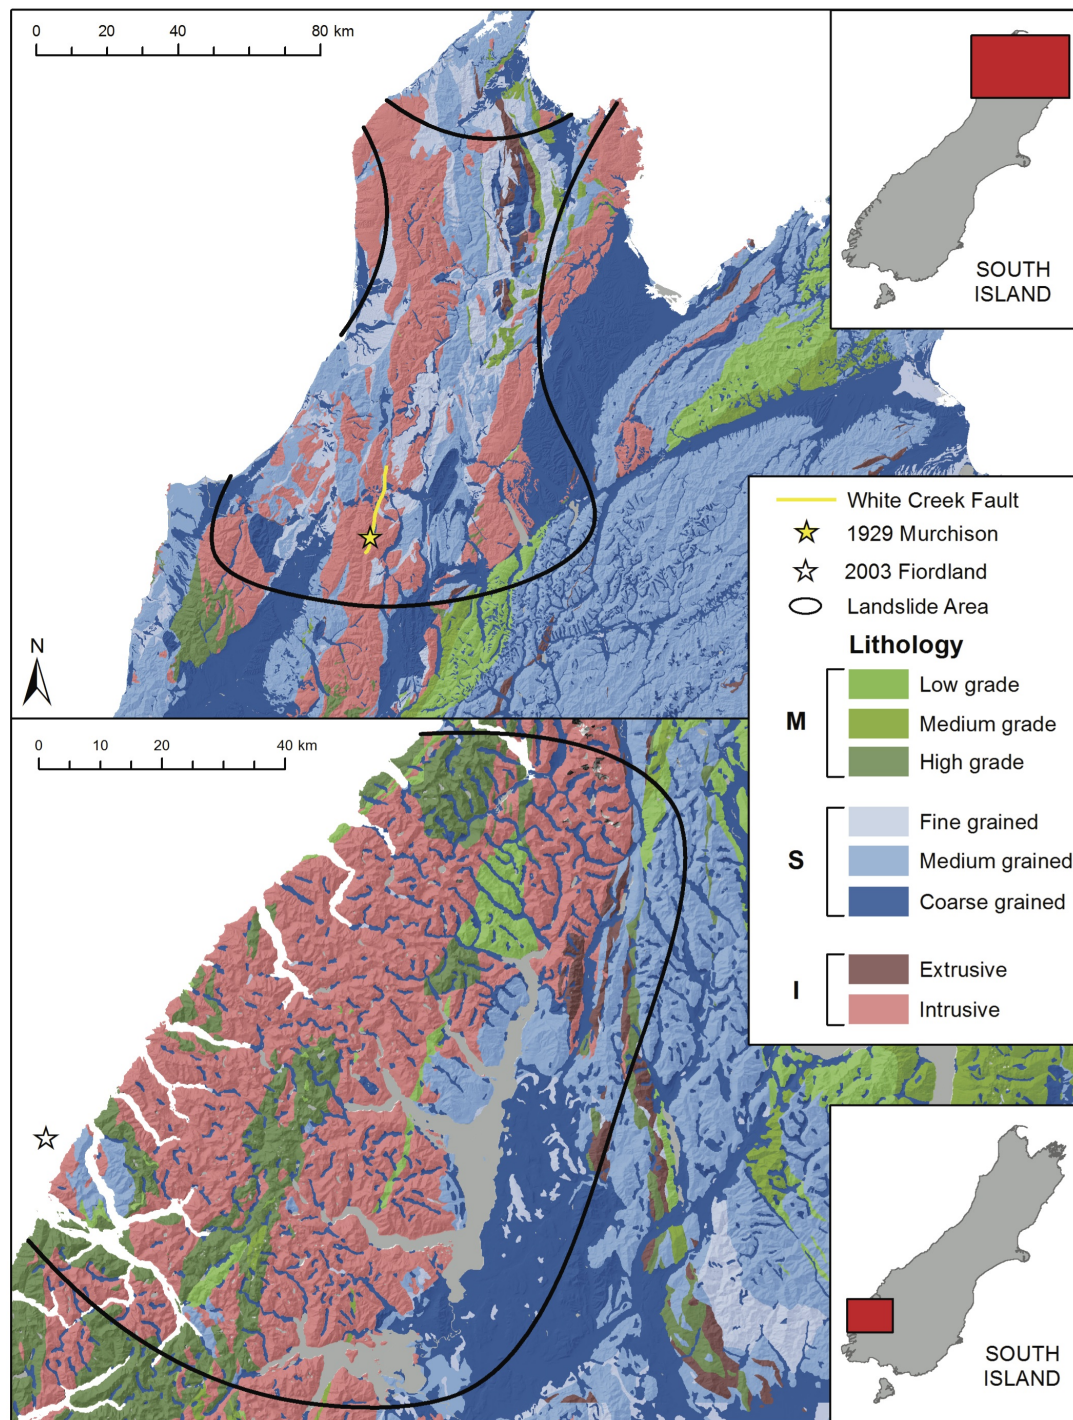 0 20 40 80 km
SOUTH
ISLAND
N
White Creek Fault
1929 Murchison
2003 Fiordland
Landslide Area
Lithology
M
Low grade
Medium grade
High grade
S
Fine grained
Medium grained
Coarse grained
I
Extrusive
Intrusive
0 10 20 40 km
SOUTH
ISLAND